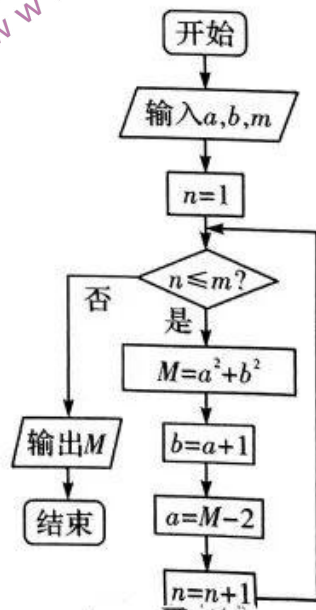 w w
开始
输入a,b,m
n=1
n≤m?
否
是
M=a²+b²
输出M
b=a+1
结束
a=M-2
n=n+1